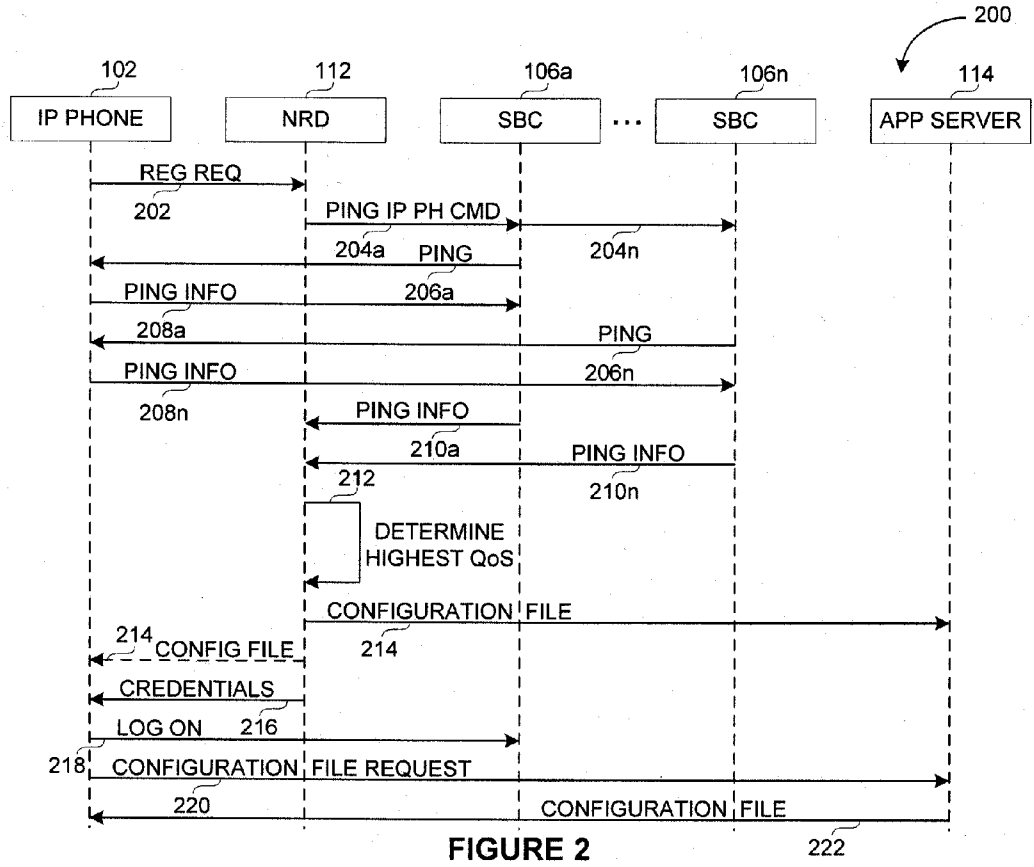 200
102
112
106a
106n
114
IP PHONE
NRD
SBC
...
SBC
APP SERVER
REG REQ
202
PING IP PH CMD
204a
204n
PING
206a
PING INFO
208a
PING
206n
PING INFO
208n
PING INFO
210a
PING INFO
210n
212
DETERMINE
HIGHEST QoS
CONFIGURATION FILE
214
214
CONFIG FILE
CREDENTIALS
216
LOG ON
218
CONFIGURATION FILE REQUEST
220
CONFIGURATION FILE
222
FIGURE 2